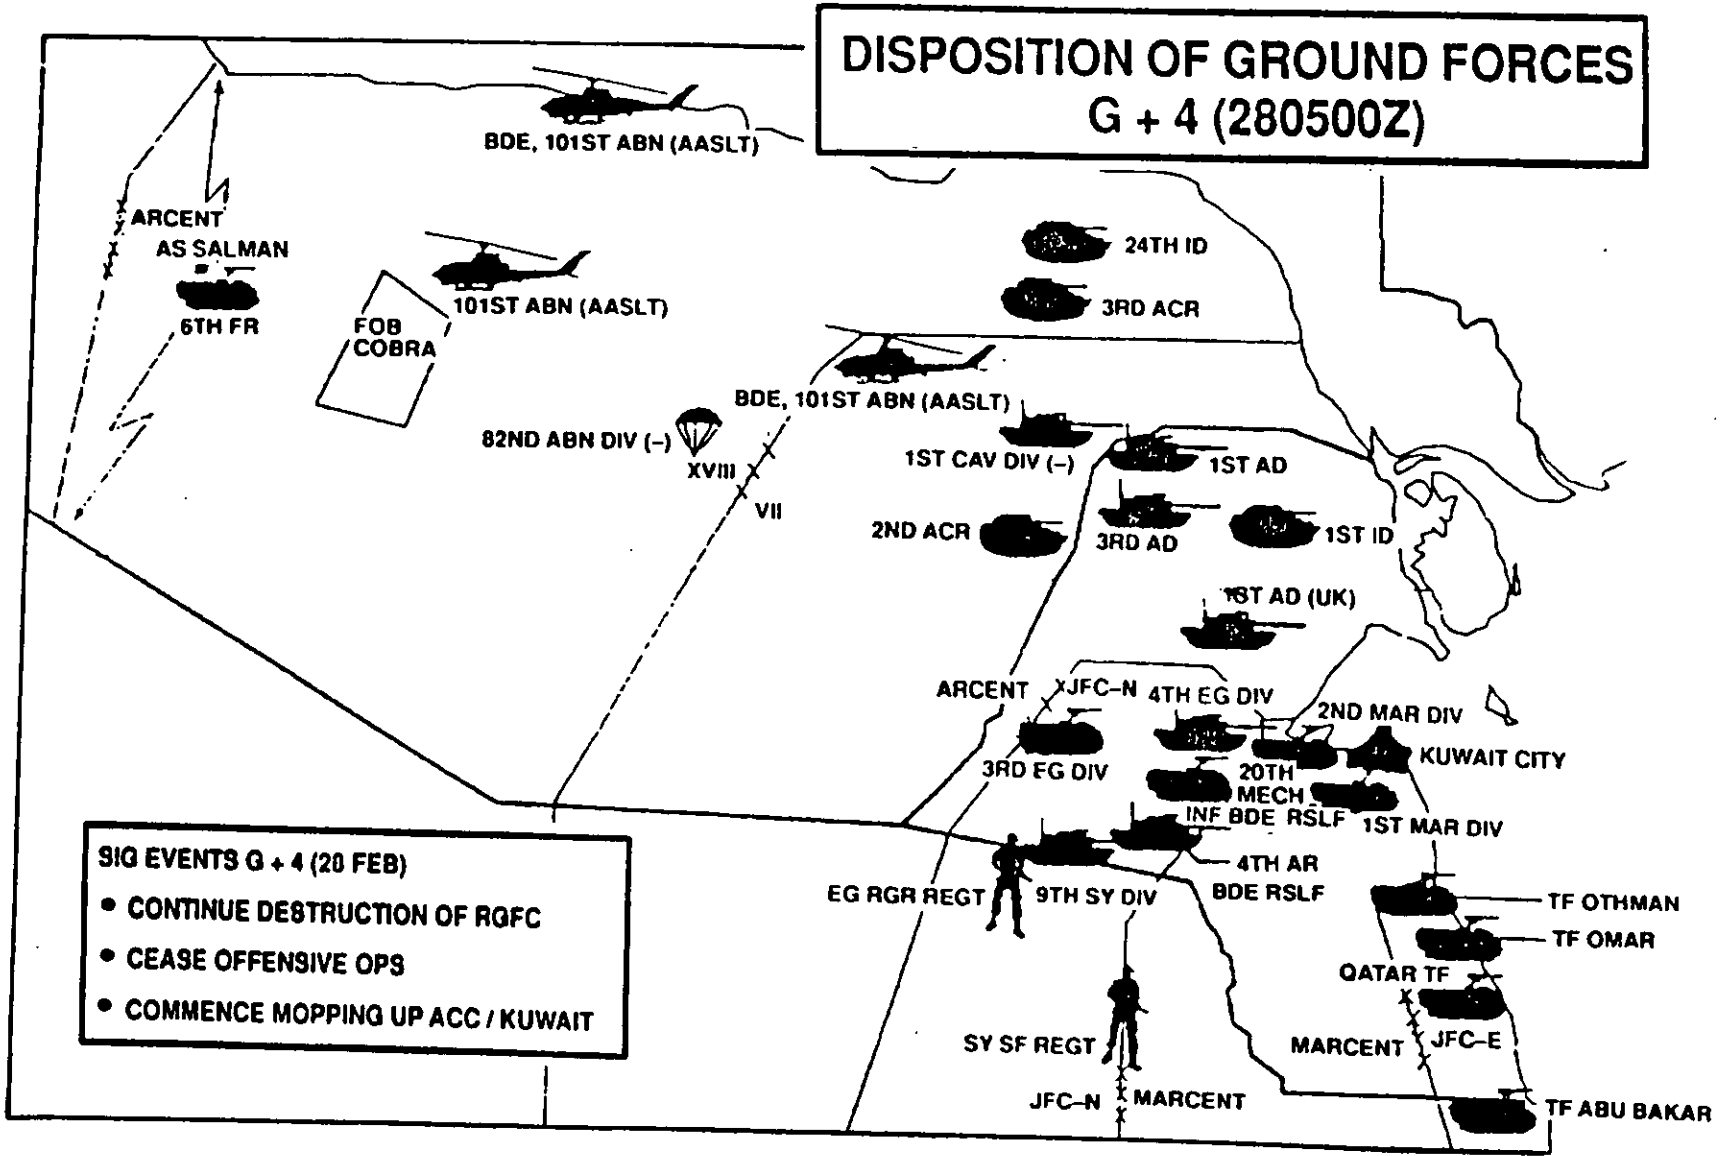 DISPOSITION OF GROUND FORCES
G + 4 (280500Z)
BDE, 101ST ABN (AASLT)
ARCENT
AS SALMAN
6TH FR
FOB
COBRA
101ST ABN (AASLT)
24TH ID
3RD ACR
BDE, 101ST ABN (AASLT)
82ND ABN DIV (–)
XVIII
VII
1ST CAV DIV (–)
1ST AD
2ND ACR
3RD AD
1ST ID
1ST AD (UK)
ARCENT
JFC–N
4TH EG DIV
2ND MAR DIV
KUWAIT CITY
3RD EG DIV
20TH
MECH
INF BDE RSLF
1ST MAR DIV
4TH AR
BDE RSLF
EG RGR REGT
9TH SY DIV
TF OTHMAN
TF OMAR
QATAR TF
SY SF REGT
MARCENT
JFC–E
JFC–N
MARCENT
TF ABU BAKAR
SIG EVENTS G + 4 (28 FEB)
• CONTINUE DESTRUCTION OF RGFC
• CEASE OFFENSIVE OPS
• COMMENCE MOPPING UP ACC / KUWAIT